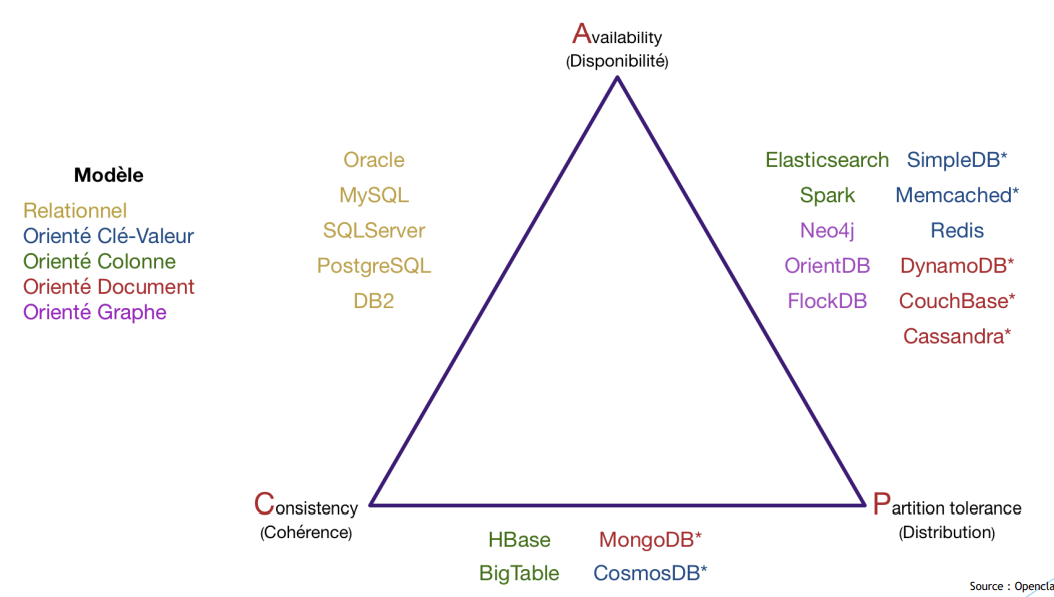 Availability
(Disponibilité)
Modèle
Relationnel
Orienté Clé-Valeur
Orienté Colonne
Orienté Document
Orienté Graphe
Oracle
MySQL
SQLServer
PostgreSQL
DB2
Elasticsearch SimpleDB*
Spark Memcached*
Neo4j Redis
OrientDB DynamoDB*
FlockDB CouchBase*
Cassandra*
Consistency
(Cohérence)
Partition tolerance
(Distribution)
HBase MongoDB*
BigTable CosmosDB*
Source : Opencla